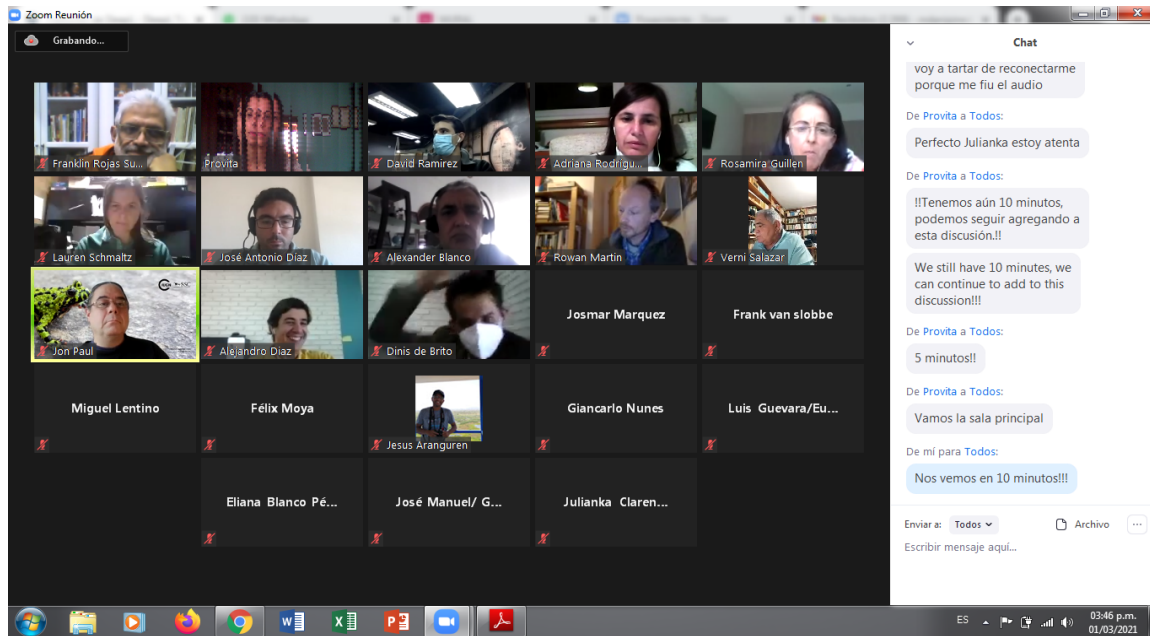 Zoom Reunión
Grabando...
Franklin Rojas Su...
Provita
David Ramirez
Adriana Rodrígu...
Rosamira Guillen
Lauren Schmaltz
José Antonio Díaz
Alexander Blanco
Rowan Martin
Verni Salazar
Jon Paul
Alejandro Díaz
Dinis de Brito
Josmar Marquez
Frank van slobbe
Miguel Lentino
Félix Moya
Jesus Aranguren
Giancarlo Nunes
Luis Guevara/Eu...
Eliana Blanco Pé...
José Manuel/ G...
Julianka Claren...
Chat
voy a tartar de reconectarme
porque me fiu el audio
De Provita a Todos:
Perfecto Julianka estoy atenta
De Provita a Todos:
!!Tenemos aún 10 minutos,
podemos seguir agregando a
esta discusión.!!
We still have 10 minutes, we
can continue to add to this
discussion!!!
De Provita a Todos:
5 minutos!!
De Provita a Todos:
Vamos la sala principal
De mí para Todos:
Nos vemos en 10 minutos!!!
Enviar a: Todos
Archivo
Escribir mensaje aquí...
ES
03:46 p.m.
01/03/2021